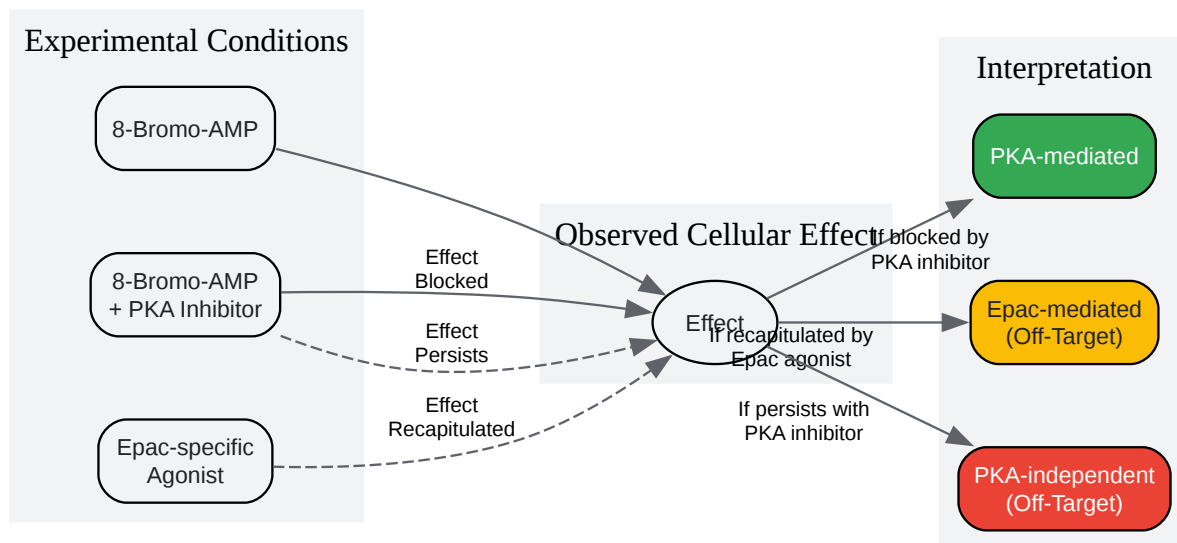 Experimental Conditions
8-Bromo-AMP
8-Bromo-AMP
+ PKA Inhibitor
Epac-specific
Agonist
Effect
Blocked
Effect
Persists
Effect
Recapitulated
Observed Cellular Effect
Effect
If blocked by
PKA inhibitor
If recapitulated by
Epac agonist
If persists with
PKA inhibitor
Interpretation
PKA-mediated
Epac-mediated
(Off-Target)
PKA-independent
(Off-Target)